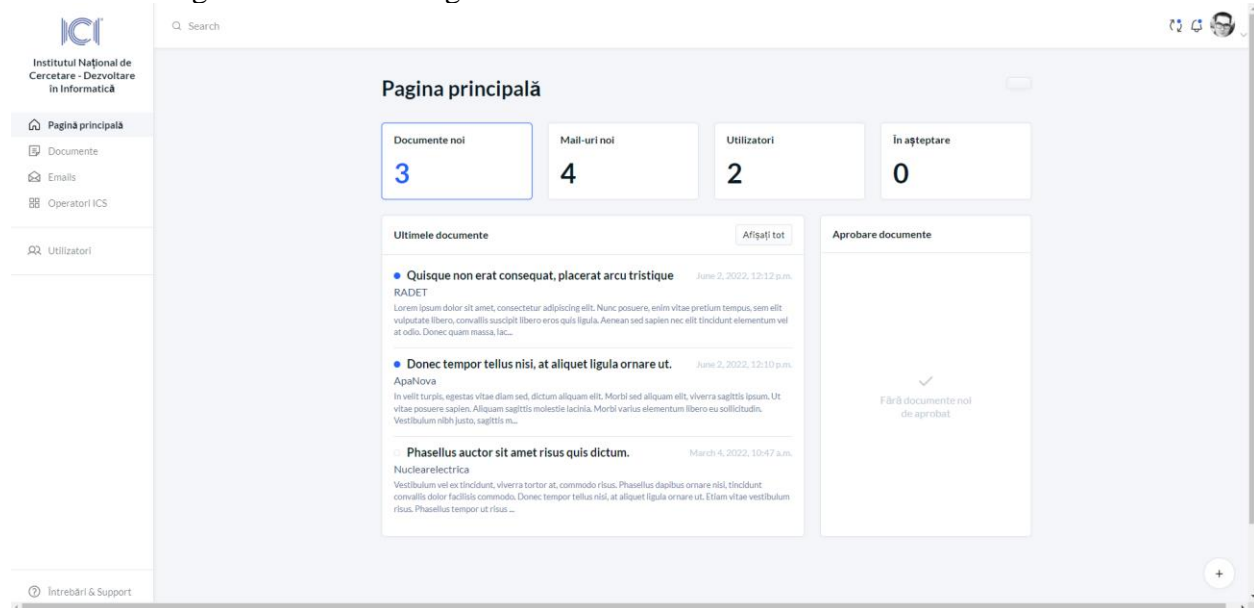 ICI
Search
Institutul Național de
Cercetare - Dezvoltare
în Informatică
Pagină principală
Documente
Emails
Operatori ICS
Utilizatori
Întrebări & Support
Pagina principală
Documente noi
3
Mail-uri noi
4
Utilizatori
2
În așteptare
0
Ultimele documente
Afișați tot
Quisque non erat consequat, placerat arcu tristique June 2, 2022, 12:12 p.m.
RADET
Lorem ipsum dolor sit amet, consectetur adipiscing elit. Nunc posuere, enim vitae pretium tempus, sem elit
vulputate libero, convallis suscipit libero eros quis ligula. Aenean sed sapien nec elit tincidunt elementum vel
at odio. Donec quam massa, lac...
Donec tempor tellus nisi, at aliquet ligula ornare ut. June 2, 2022, 12:10 p.m.
ApaNova
In velit turpis, egestas vitae diam sed, dictum aliquam elit. Morbi sed aliquam elit, viverra sagittis ipsum. Ut
vitae posuere sapien. Aliquam sagittis molestie lacinia. Morbi varius elementum libero eu sollicitudin.
Vestibulum nibh justo, sagittis m...
Phasellus auctor sit amet risus quis dictum. March 4, 2022, 10:47 a.m.
Nuclearelectrica
Vestibulum vel ex tincidunt, viverra tortor at, commodo risus. Phasellus dapibus ornare nisl, tincidunt
convallis dolor facilisis commodo. Donec tempor tellus nisi, at aliquet ligula ornare ut. Etiam vitae vestibulum
risus. Phasellus tempor ut risus ...
Aprobare documente
Fără documente noi
de aprobat